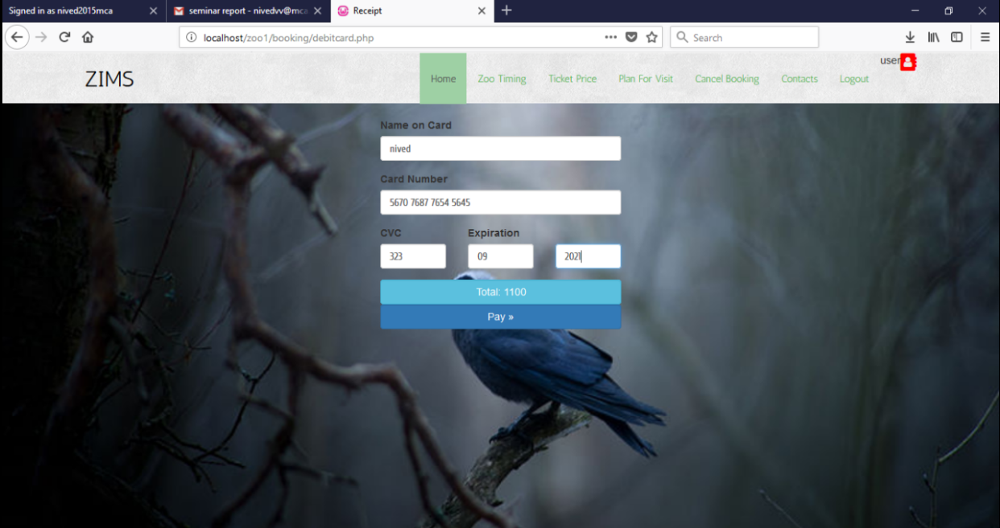 Signed in as nived2015mca
seminar report - nivedvv@mca
Receipt
localhost/zoo1/booking/debitcard.php
Search
user
ZIMS
Home Zoo Timing Ticket Price Plan For Visit Cancel Booking Contacts Logout
Name on Card
nived
Card Number
5670 7687 7654 5645
CVC Expiration
323 09 2021
Total: 1100
Pay »